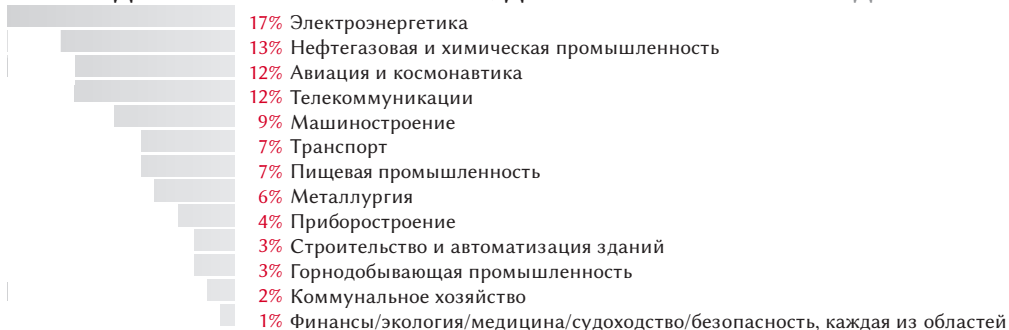 17% Электроэнергетика
13% Нефтегазовая и химическая промышленность
12% Авиация и космонавтика
12% Телекоммуникации
9% Машиностроение
7% Транспорт
7% Пищевая промышленность
6% Металлургия
4% Приборостроение
3% Строительство и автоматизация зданий
3% Горнодобывающая промышленность
2% Коммунальное хозяйство
1% Финансы/экология/медицина/судоходство/безопасность, каждая из областей